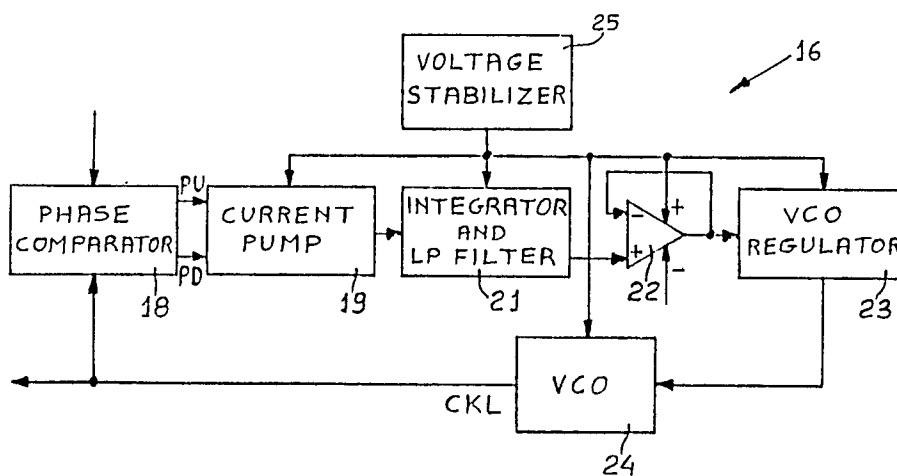 25
VOLTAGE
STABILIZER
16
PHASE
COMPARATOR
18
PU
PD
CURRENT
PUMP
19
INTEGRATOR
AND
LP FILTER
21
-
+
+
-
22
VCO
REGULATOR
23
VCO
24
CKL